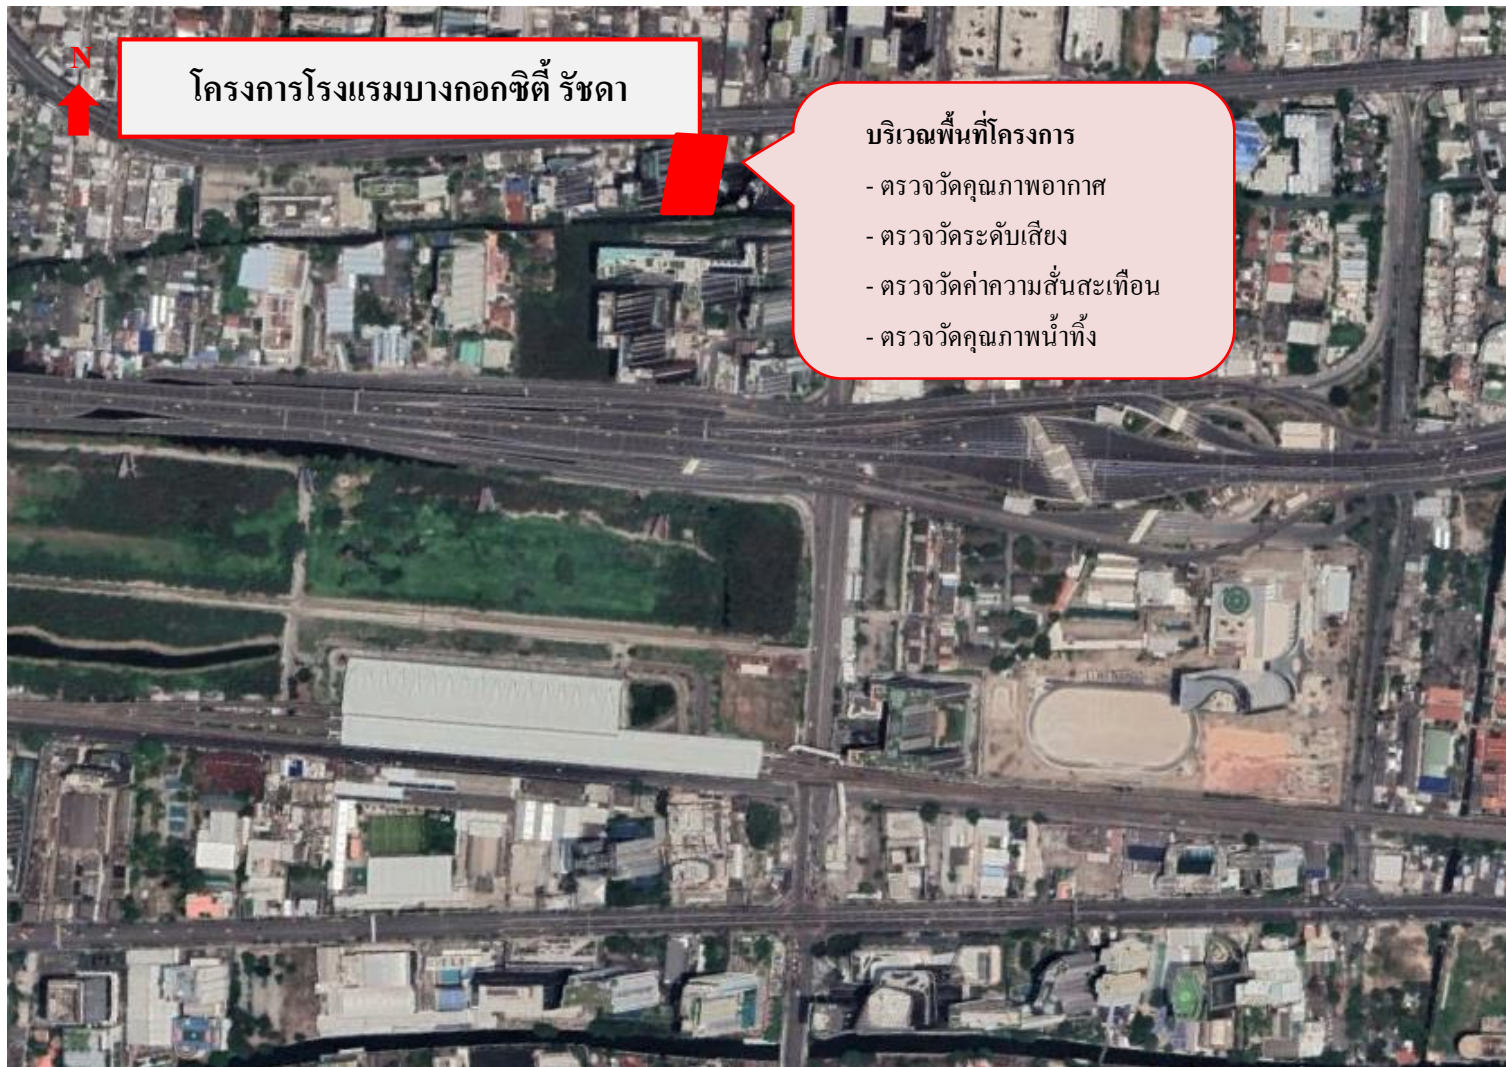 N
โครงการโรงแรมบางกอกซิตี้ รัชดา
บริเวณพื้นที่โครงการ
- ตรวจวัดคุณภาพอากาศ
- ตรวจวัดระดับเสียง
- ตรวจวัดค่าความสั่นสะเทือน
- ตรวจวัดคุณภาพน้ำทิ้ง